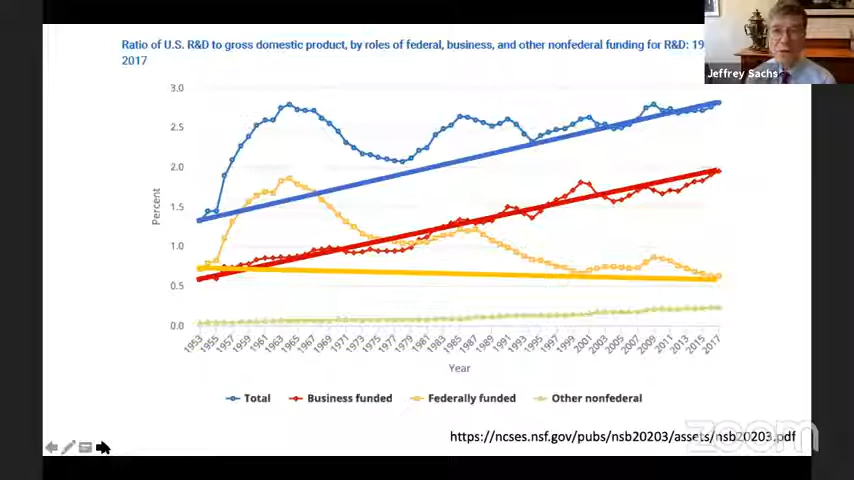 Ratio of U.S. R&D to gross domestic product, by roles of federal, business, and other nonfederal funding for R&D: 19
2017
Jeffrey Sachs
3.0
2.5
2.0
1.5
1.0
0.5
0.0
Percent
1953 1955 1957 1959 1961 1963 1965 1967 1969 1971 1973 1975 1977 1979 1981 1983 1985 1987 1989 1991 1993 1995 1997 1999 2001 2003 2005 2007 2009 2011 2013 2015 2017
Year
Total Business funded Federally funded Other nonfederal
https://ncses.nsf.gov/pubs/nsb20203/assets/nsb20203.pdf
zoom